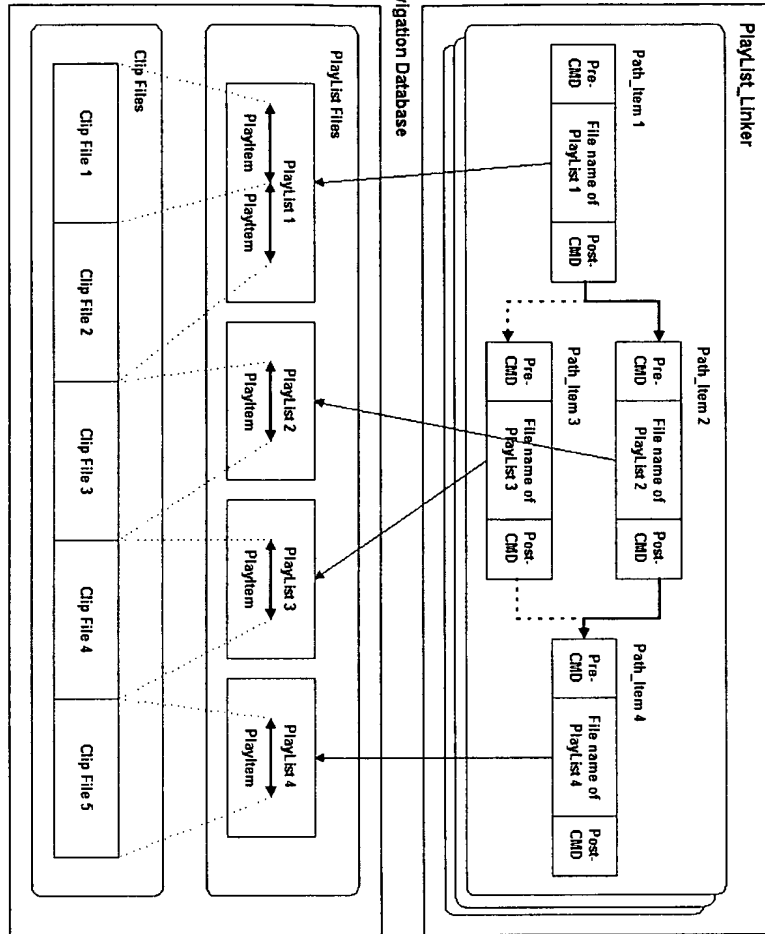 PlayList_Linker
Path_Item 1
Pre-
CMD
File name of
PlayList 1
Post-
CMD
Path_Item 2
Pre-
CMD
File name of
PlayList 2
Post-
CMD
Path_Item 3
Pre-
CMD
File name of
PlayList 3
Post-
CMD
Path_Item 4
Pre-
CMD
File name of
PlayList 4
Post-
CMD
vigation Database
PlayList Files
PlayList 1
PlayItem
PlayItem
PlayList 2
PlayItem
PlayList 3
PlayItem
PlayList 4
PlayItem
Clip Files
Clip File 1
Clip File 2
Clip File 3
Clip File 4
Clip File 5